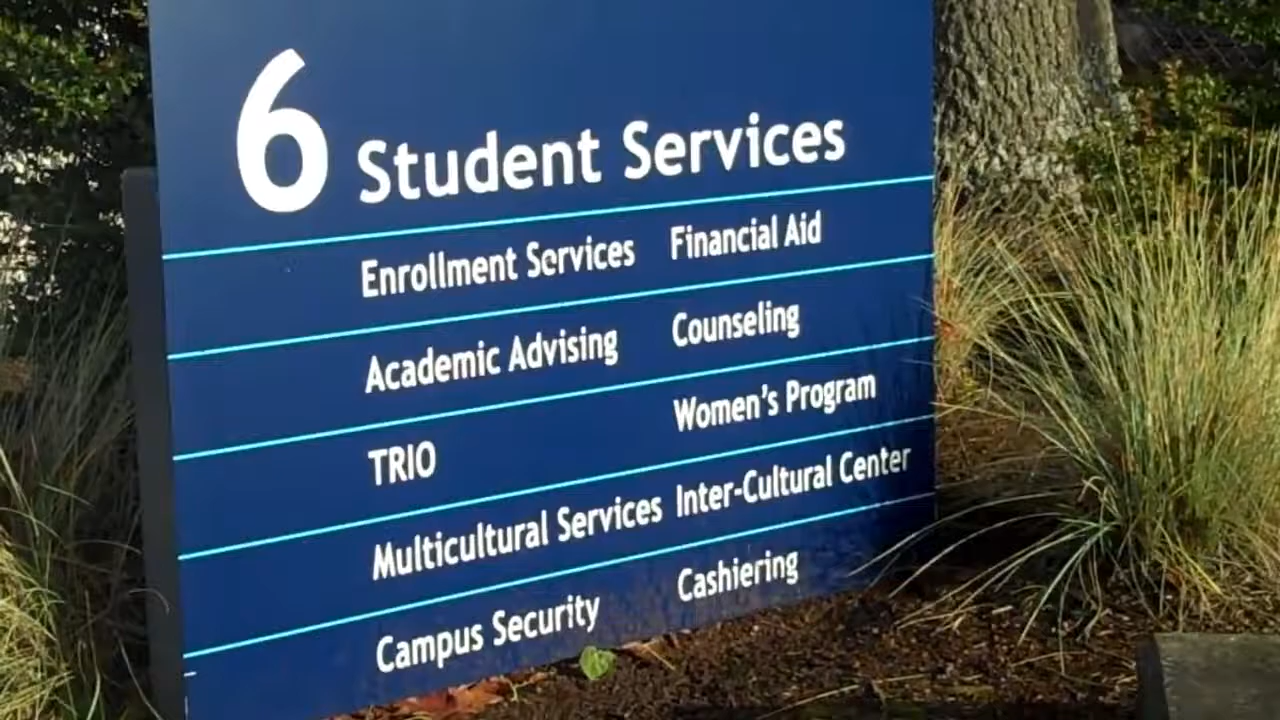 6 Student Services
Enrollment Services Financial Aid
Academic Advising Counseling
TRIO Women's Program
Multicultural Services Inter-Cultural Center
Campus Security Cashiering